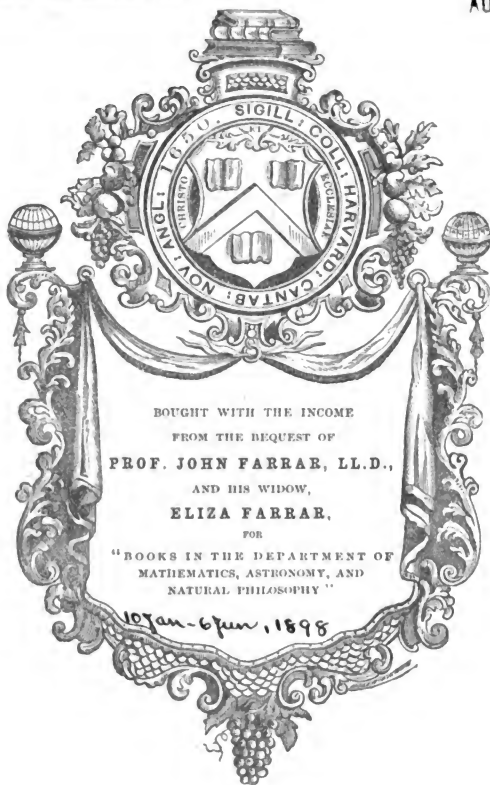 SIGILL: COLL: HARVARD: CANTAB: NOV: ANGL: 1650.
CHRISTO
ET
ECCLESIAE
BOUGHT WITH THE INCOME
FROM THE BEQUEST OF
PROF. JOHN FARRAR, LL.D.,
AND HIS WIDOW,
ELIZA FARRAR,
FOR
"BOOKS IN THE DEPARTMENT OF
MATHEMATICS, ASTRONOMY, AND
NATURAL PHILOSOPHY"
10 Jan - 6 Jun, 1898